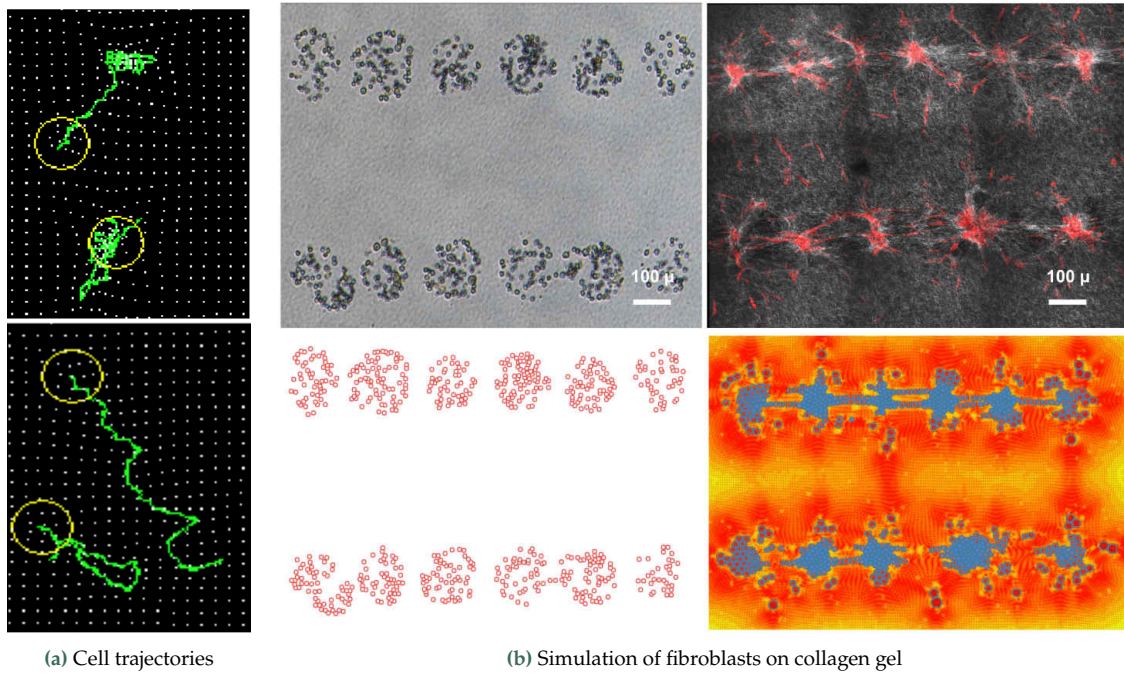 100 µ
100 µ
(a) Cell trajectories
(b) Simulation of fibroblasts on collagen gel